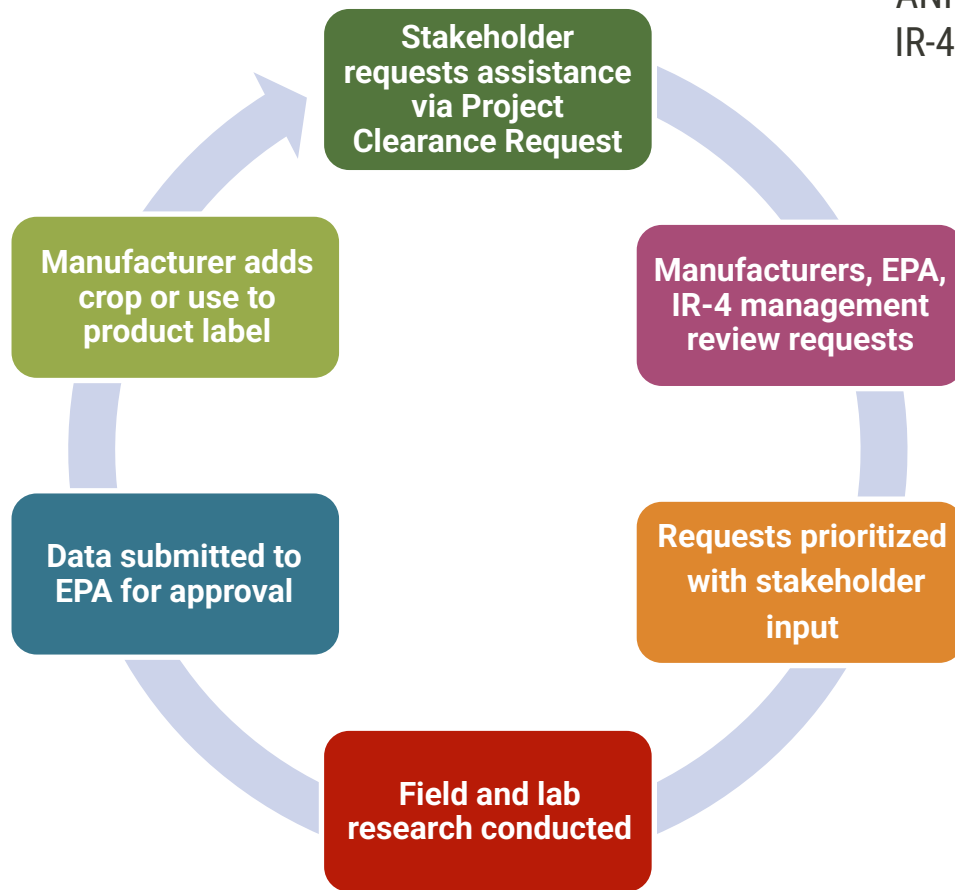 IR-4
Stakeholder
requests assistance
via Project
Clearance Request
Manufacturers, EPA,
IR-4 management
review requests
Requests prioritized
with stakeholder
input
Field and lab
research conducted
Data submitted to
EPA for approval
Manufacturer adds
crop or use to
product label